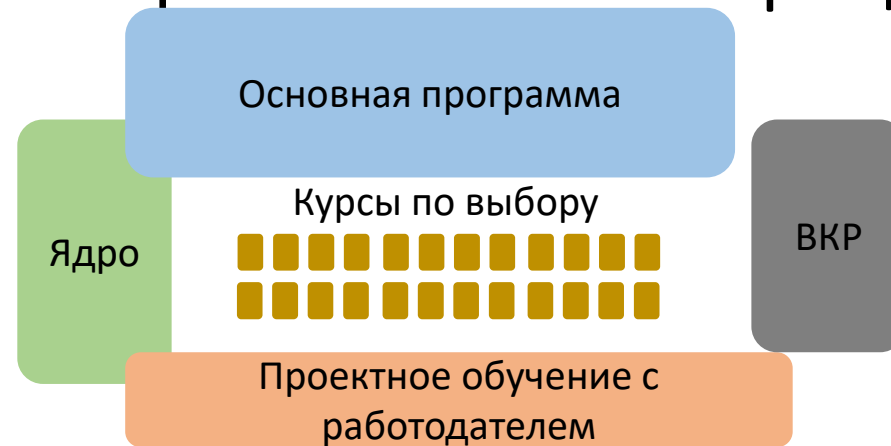 Основная программа
Курсы по выбору
Ядро
ВКР
Проектное обучение с
работодателем